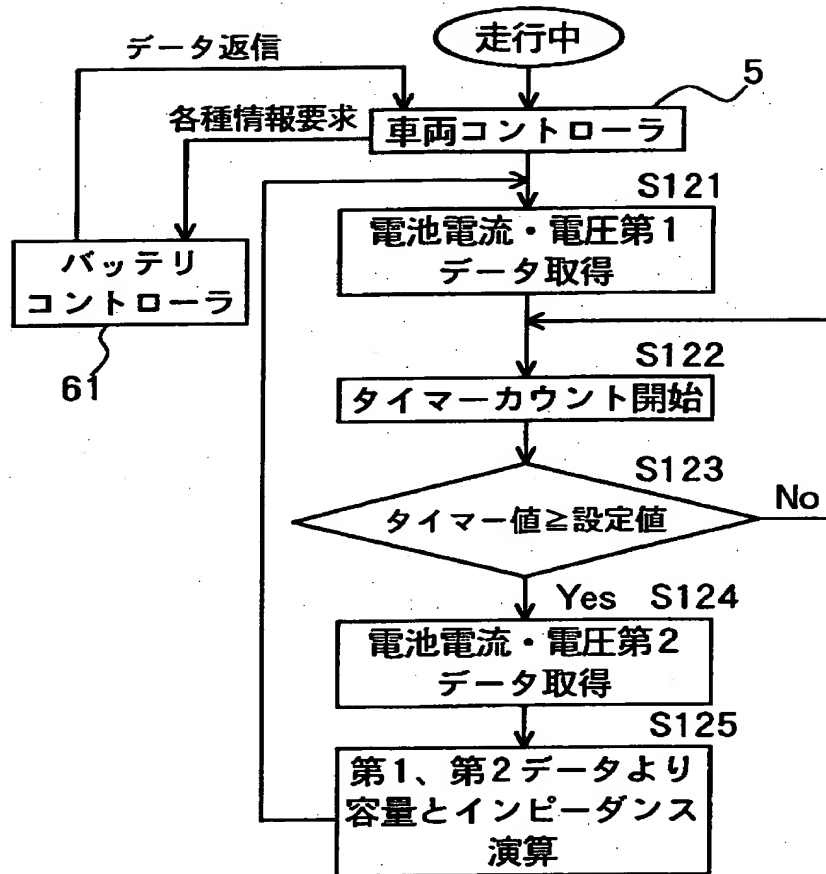 走行中
データ返信
5
各種情報要求
車両コントローラ
S121
電池電流・電圧第1
データ取得
バッテリ
コントローラ
61
S122
タイマーカウント開始
S123
タイマー値≧設定値
No
Yes
S124
電池電流・電圧第2
データ取得
S125
第1、第2データより
容量とインピーダンス
演算